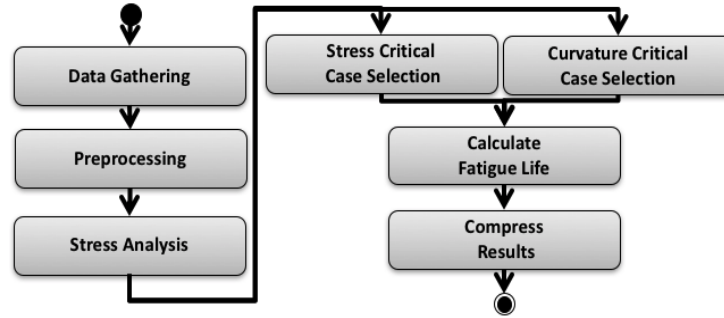 Data Gathering
Preprocessing
Stress Analysis
Stress Critical
Case Selection
Curvature Critical
Case Selection
Calculate
Fatigue Life
Compress
Results